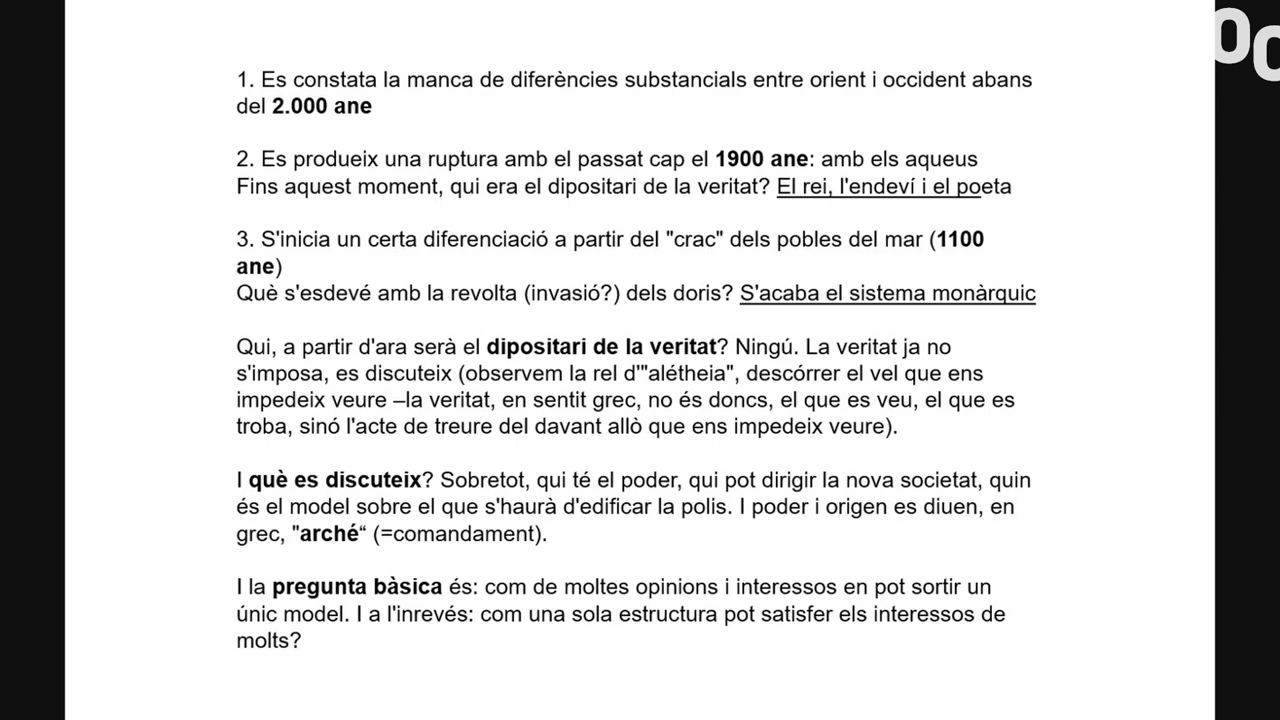 1. Es constata la manca de diferències substancials entre orient i occident abans
del 2.000 ane
2. Es produeix una ruptura amb el passat cap el 1900 ane: amb els aqueus
Fins aquest moment, qui era el dipositari de la veritat? El rei, l'endeví i el poeta
3. S'inicia un certa diferenciació a partir del "crac" dels pobles del mar (1100
ane)
Què s'esdevé amb la revolta (invasió?) dels doris? S'acaba el sistema monàrquic
Qui, a partir d'ara serà el dipositari de la veritat? Ningú. La veritat ja no
s'imposa, es discuteix (observem la rel d'"alétheia", descórrer el vel que ens
impedeix veure –la veritat, en sentit grec, no és doncs, el que es veu, el que es
troba, sinó l'acte de treure del davant allò que ens impedeix veure).
I què es discuteix? Sobretot, qui té el poder, qui pot dirigir la nova societat, quin
és el model sobre el que s'haurà d'edificar la polis. I poder i origen es diuen, en
grec, "arché“ (=comandament).
I la pregunta bàsica és: com de moltes opinions i interessos en pot sortir un
únic model. I a l'inrevés: com una sola estructura pot satisfer els interessos de
molts?